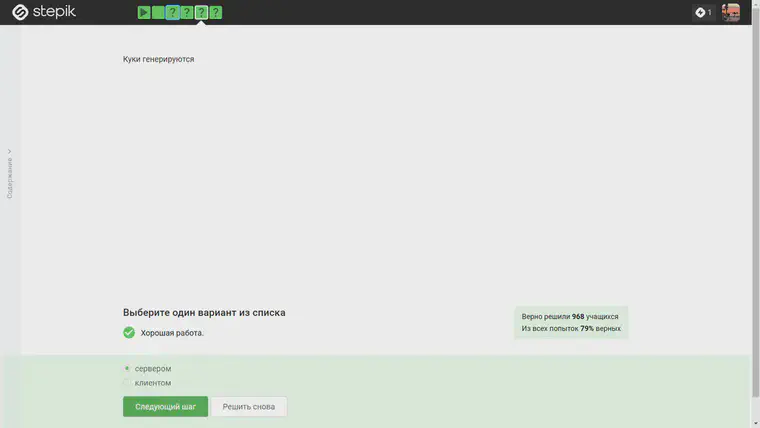 stepik
? ? ? ?
1
Куки генерируются
Содержание
Выберите один вариант из списка
Хорошая работа.
Верно решили 968 учащихся
Из всех попыток 79% верных
сервером
клиентом
Следующий шаг
Решить снова